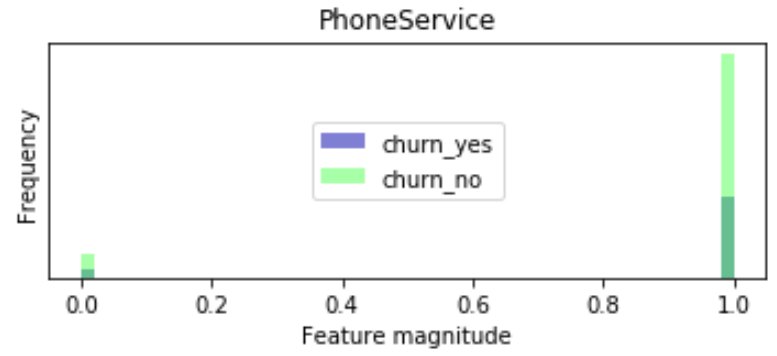 PhoneService
Frequency
churn_yes
churn_no
0.0 0.2 0.4 0.6 0.8 1.0
Feature magnitude